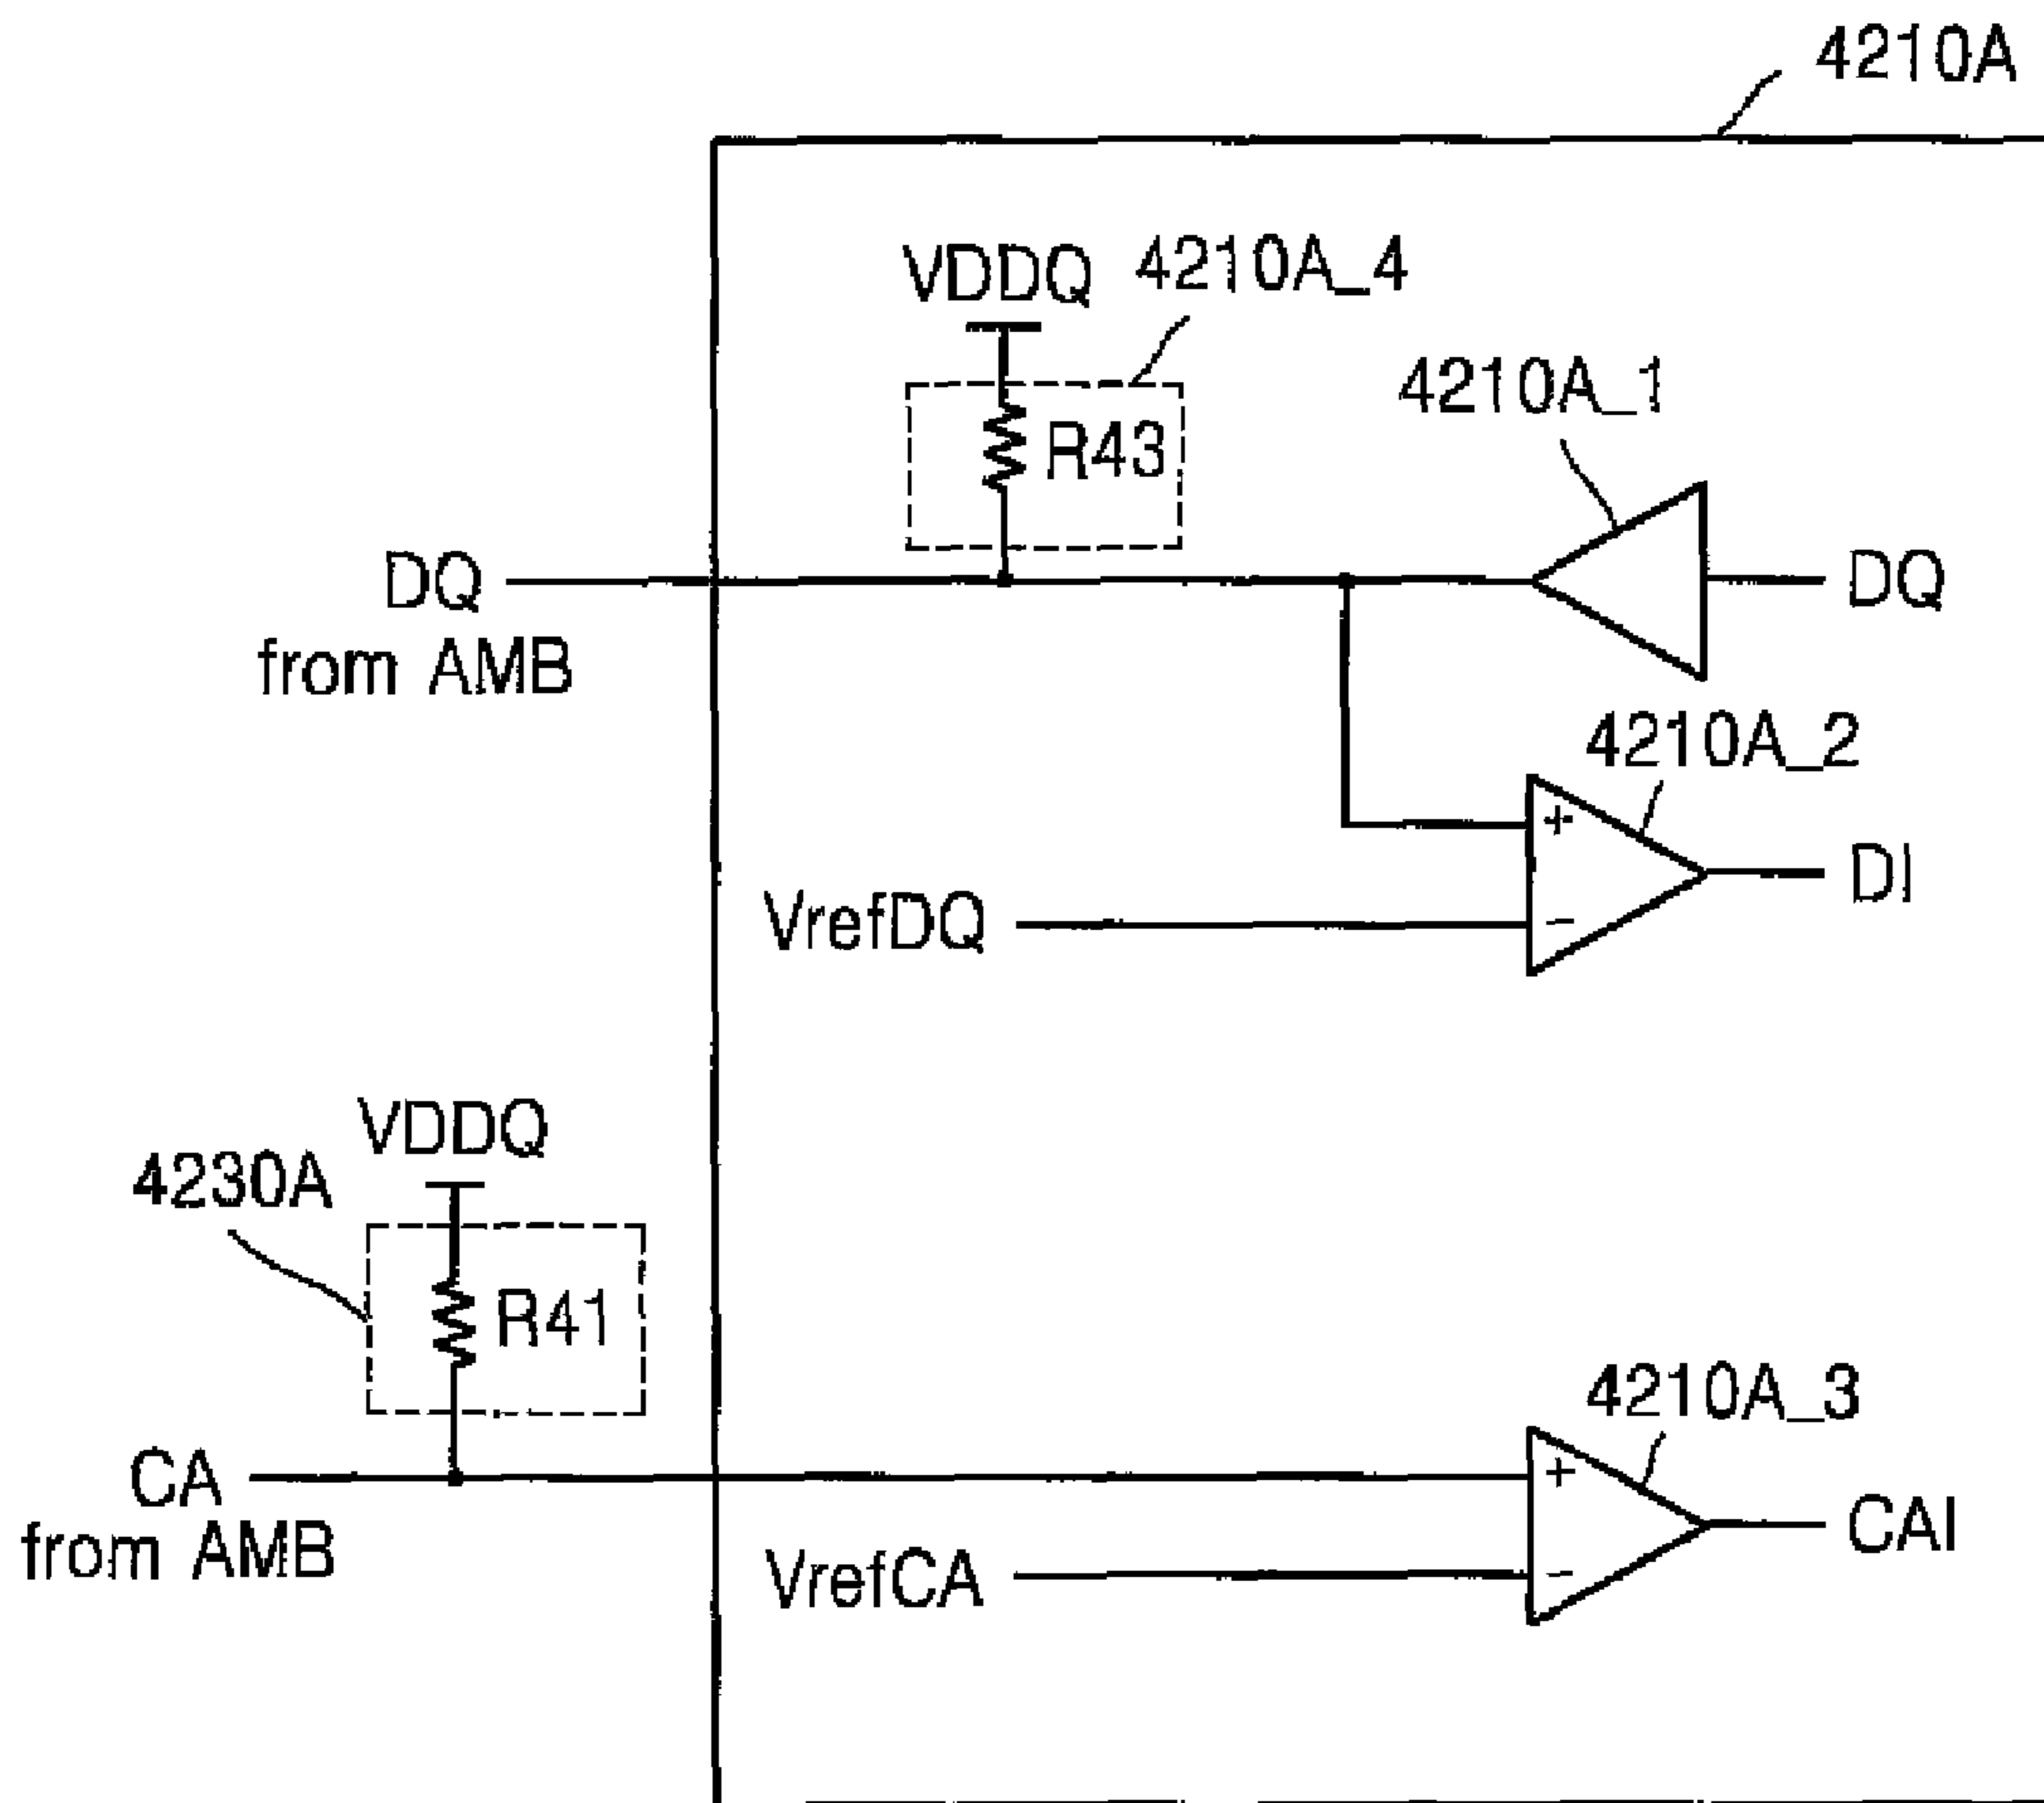 4210A
VDDQ
4210A_4
R43
4210A_1
DQ
from AMB
DQ
4210A_2
+
DI
VrefDQ
−
VDDQ
4230A
R41
4210A_3
CA
from AMB
+
CAI
VrefCA
−